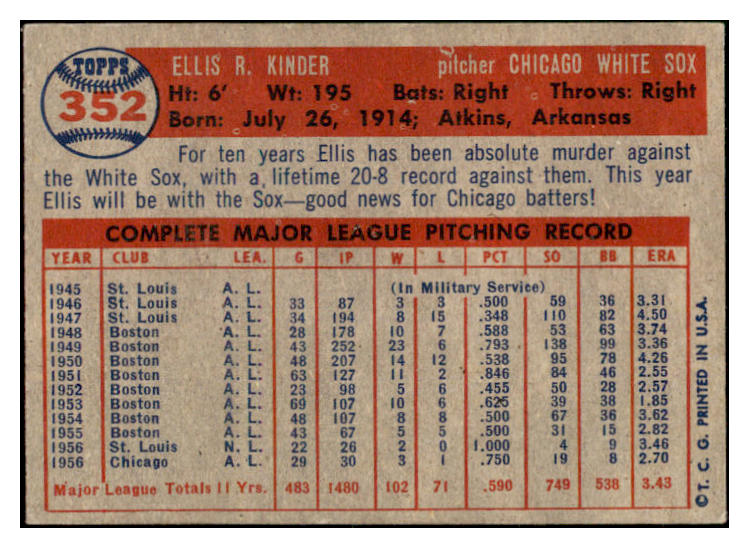 TOPPS
352
ELLIS R. KINDER pitcher CHICAGO WHITE SOX
Ht: 6' Wt: 195 Bats: Right Throws: Right
Born: July 26, 1914; Atkins, Arkansas
For ten years Ellis has been absolute murder against
the White Sox, with a lifetime 20-8 record against them. This year
Ellis will be with the Sox—good news for Chicago batters!
COMPLETE MAJOR LEAGUE PITCHING RECORD
YEAR CLUB LEA. G IP W L PCT SO BB ERA
1945 St. Louis A. L. (In Military Service)
1946 St. Louis A. L. 33 87 3 3 .500 59 36 3.31
1947 St. Louis A. L. 34 194 8 15 .348 110 82 4.50
1948 Boston A. L. 28 178 10 7 .588 53 63 3.74
1949 Boston A. L. 43 252 23 6 .793 138 99 3.36
1950 Boston A. L. 48 207 14 12 .538 95 78 4.26
1951 Boston A. L. 63 127 11 2 .846 84 46 2.55
1952 Boston A. L. 23 98 5 6 .455 50 28 2.57
1953 Boston A. L. 69 107 10 6 .625 39 38 1.85
1954 Boston A. L. 48 107 8 8 .500 67 36 3.62
1955 Boston A. L. 43 67 5 5 .500 31 15 2.82
1956 St. Louis N. L. 22 26 2 0 1.000 4 9 3.46
1956 Chicago A. L. 29 30 3 1 .750 19 8 2.70
Major League Totals 11 Yrs. 483 1480 102 71 .590 749 538 3.43
©T. C. G. PRINTED IN U.S.A.